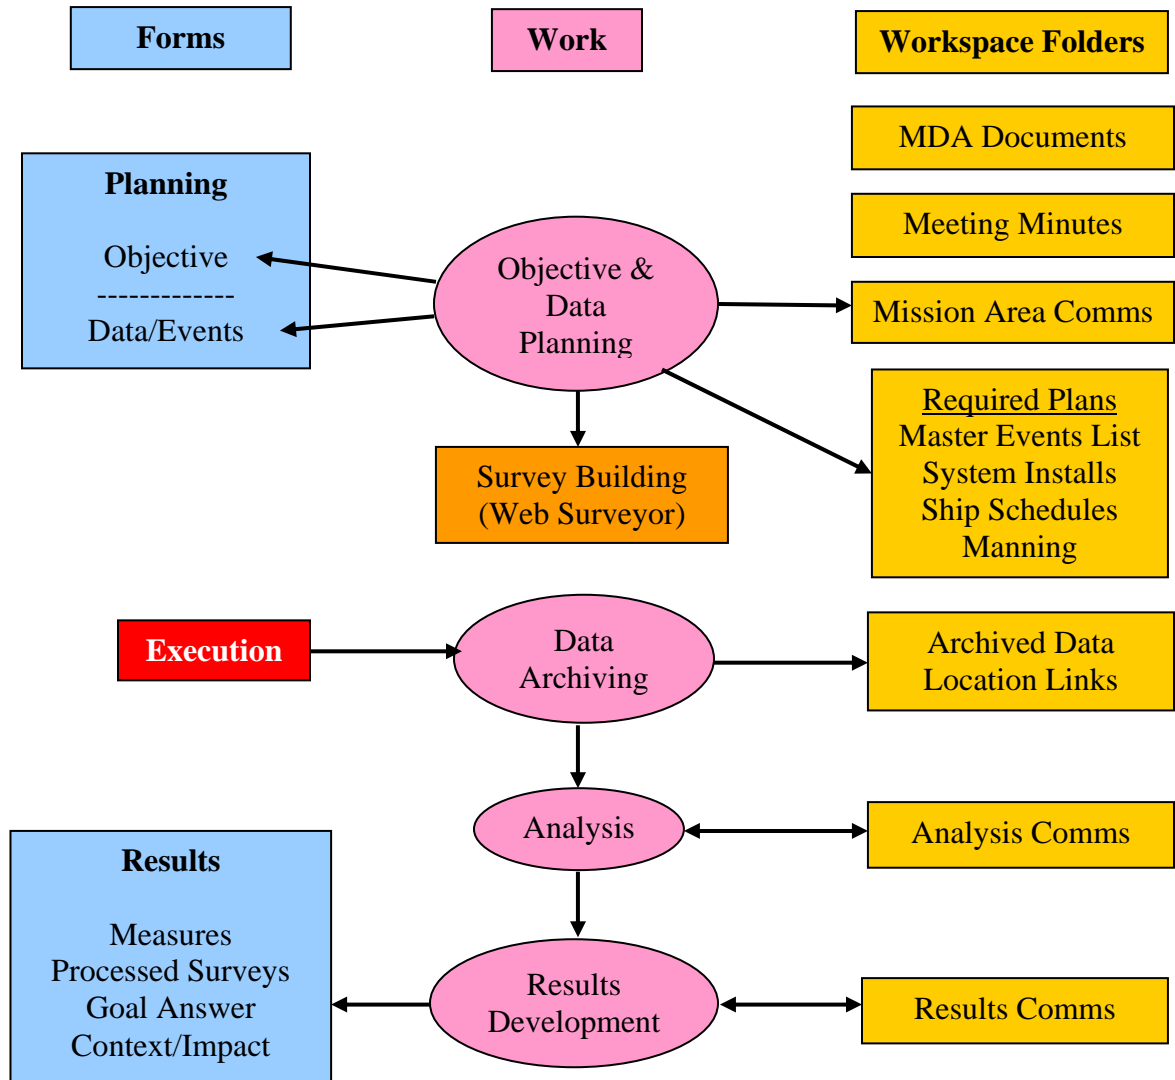 Forms
Work
Workspace Folders
MDA Documents
Planning
Objective
-------------
Data/Events
Meeting Minutes
Objective &
Data
Planning
Mission Area Comms
Required Plans
Master Events List
System Installs
Ship Schedules
Manning
Survey Building
(Web Surveyor)
Execution
Data
Archiving
Archived Data
Location Links
Analysis
Analysis Comms
Results
Measures
Processed Surveys
Goal Answer
Context/Impact
Results
Development
Results Comms